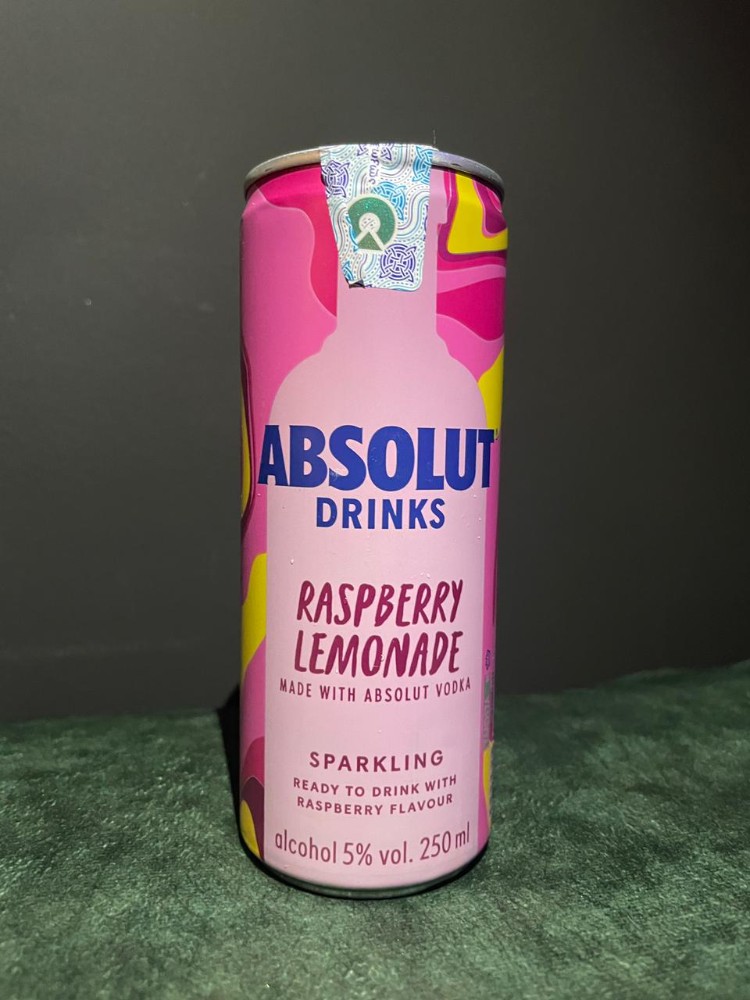 ABSOLUT
DRINKS
RASPBERRY
LEMONADE
MADE WITH ABSOLUT VODKA
SPARKLING
READY TO DRINK WITH
RASPBERRY FLAVOUR
alcohol 5% vol. 250 ml